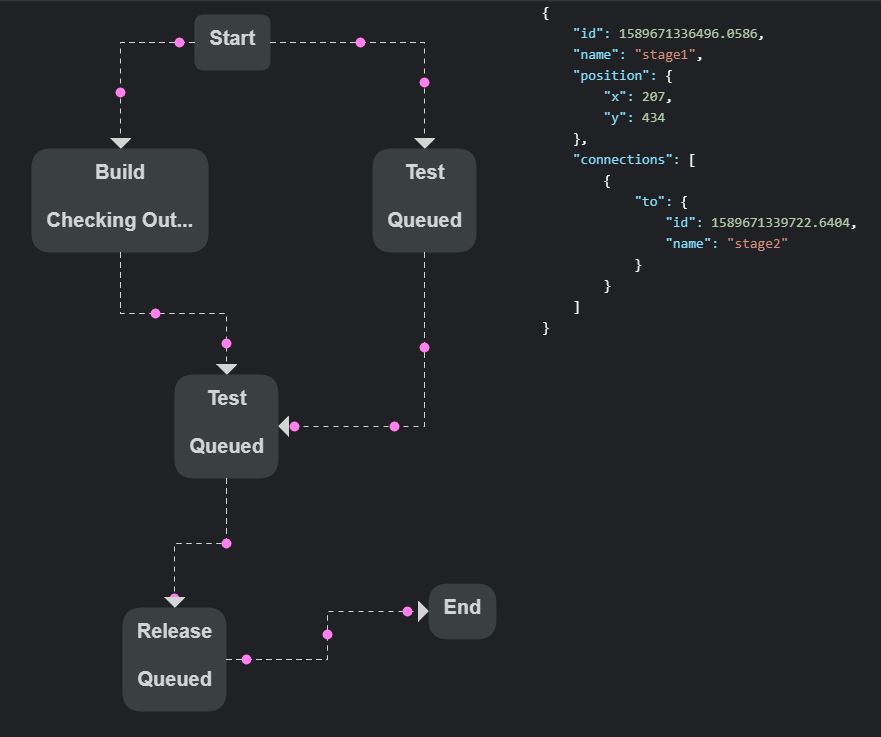 Start
Build
Checking Out...
Test
Queued
Test
Queued
Release
Queued
End
{
"id": 1589671336496.0586,
"name": "stage1",
"position": {
"x": 207,
"y": 434
},
"connections": [
{
"to": {
"id": 1589671339722.6404,
"name": "stage2"
}
}
]
}